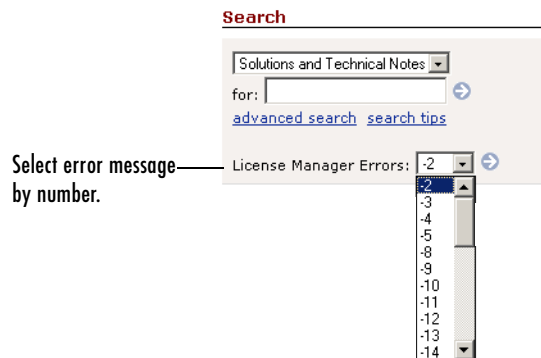 Search
Solutions and Technical Notes
for:
advanced search search tips
Select error message
by number.
License Manager Errors: -2
-2
-3
-4
-5
-8
-9
-10
-11
-12
-13
-14